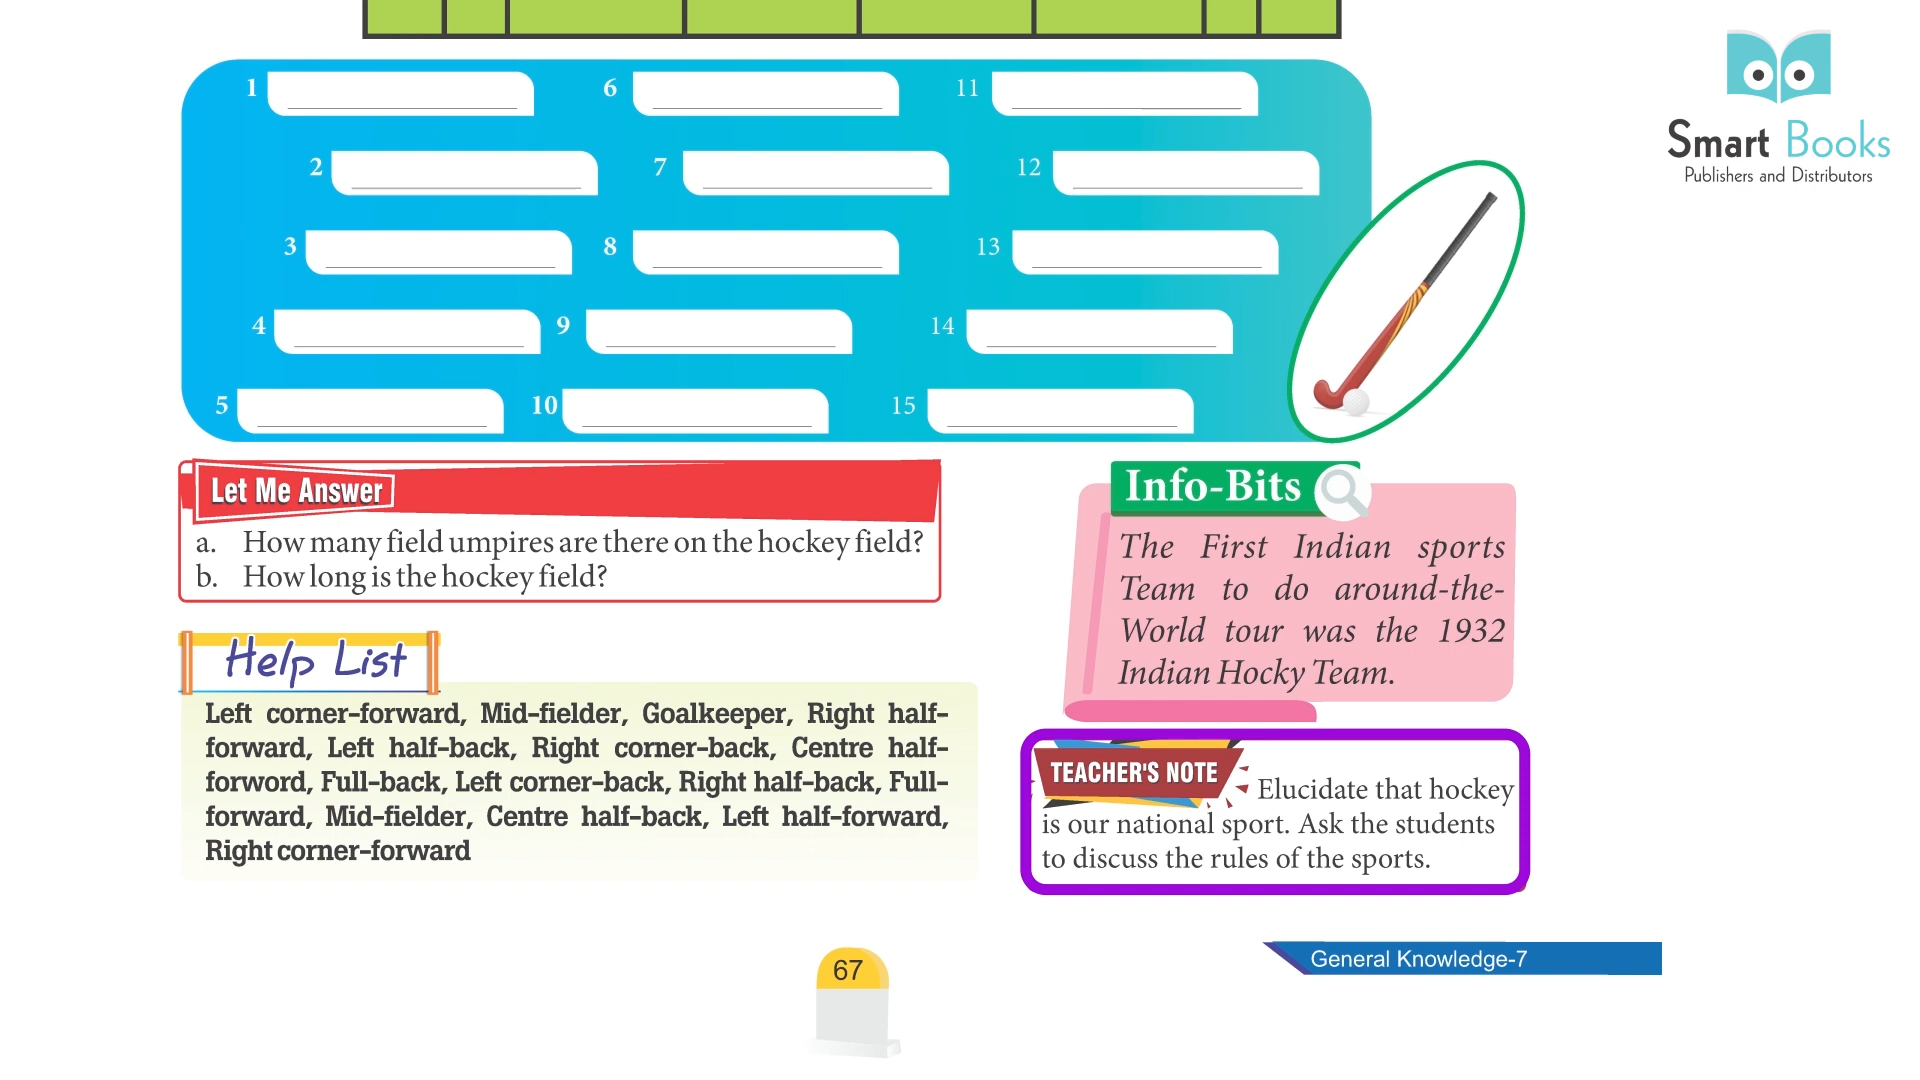 Smart Books
Publishers and Distributors
1 6 11
2 7 12
3 8 13
4 9 14
5 10 15
Let Me Answer
a. How many field umpires are there on the hockey field?
b. How long is the hockey field?
Info-Bits
The First Indian sports
Team to do around-the-
World tour was the 1932
Indian Hocky Team.
Help List
Left corner-forward, Mid-fielder, Goalkeeper, Right half-
forward, Left half-back, Right corner-back, Centre half-
forword, Full-back, Left corner-back, Right half-back, Full-
forward, Mid-fielder, Centre half-back, Left half-forward,
Right corner-forward
TEACHER'S NOTE
Elucidate that hockey
is our national sport. Ask the students
to discuss the rules of the sports.
67
General Knowledge-7